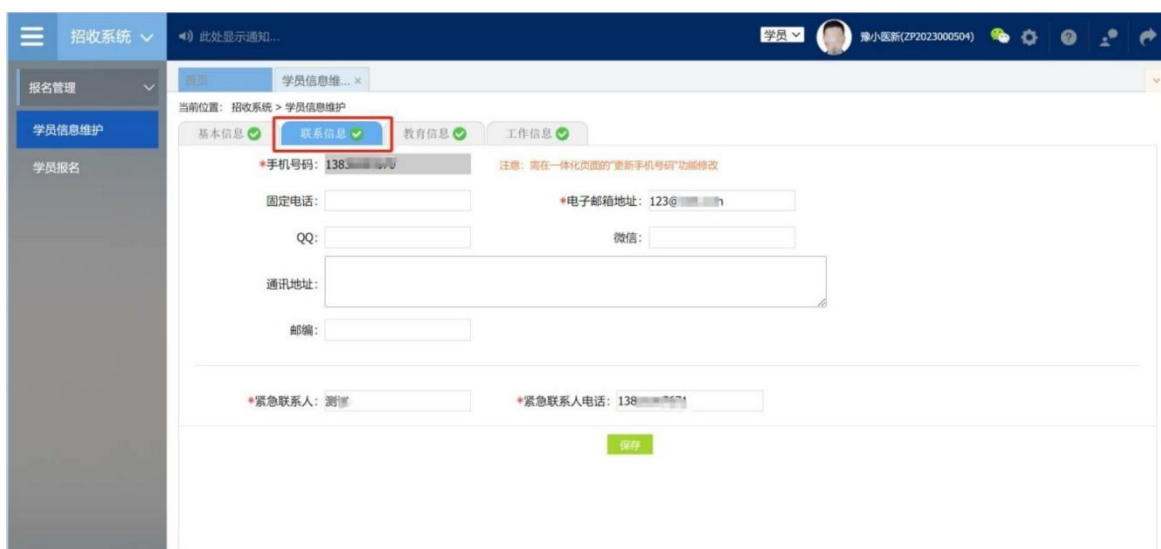 招收系统
此处显示通知...
学员
豫小医新(ZP2023000504)
报名管理
学员信息维护
学员报名
首页
学员信息维... ×
当前位置： 招收系统 > 学员信息维护
基本信息
联系信息
教育信息
工作信息
*手机号码：138
注意：需在一体化页面的"更新手机号码"功能修改
固定电话：
*电子邮箱地址：123@
QQ：
微信：
通讯地址：
邮编：
*紧急联系人：测
*紧急联系人电话：138
保存